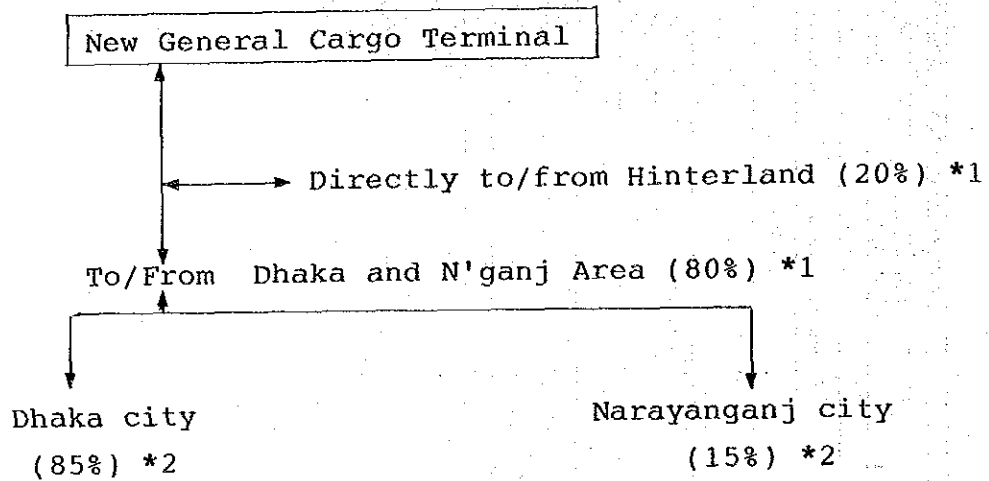 New General Cargo Terminal
Directly to/from Hinterland (20%) *1
To/From Dhaka and N'ganj Area (80%) *1
Dhaka city
(85%) *2
Narayanganj city
(15%) *2